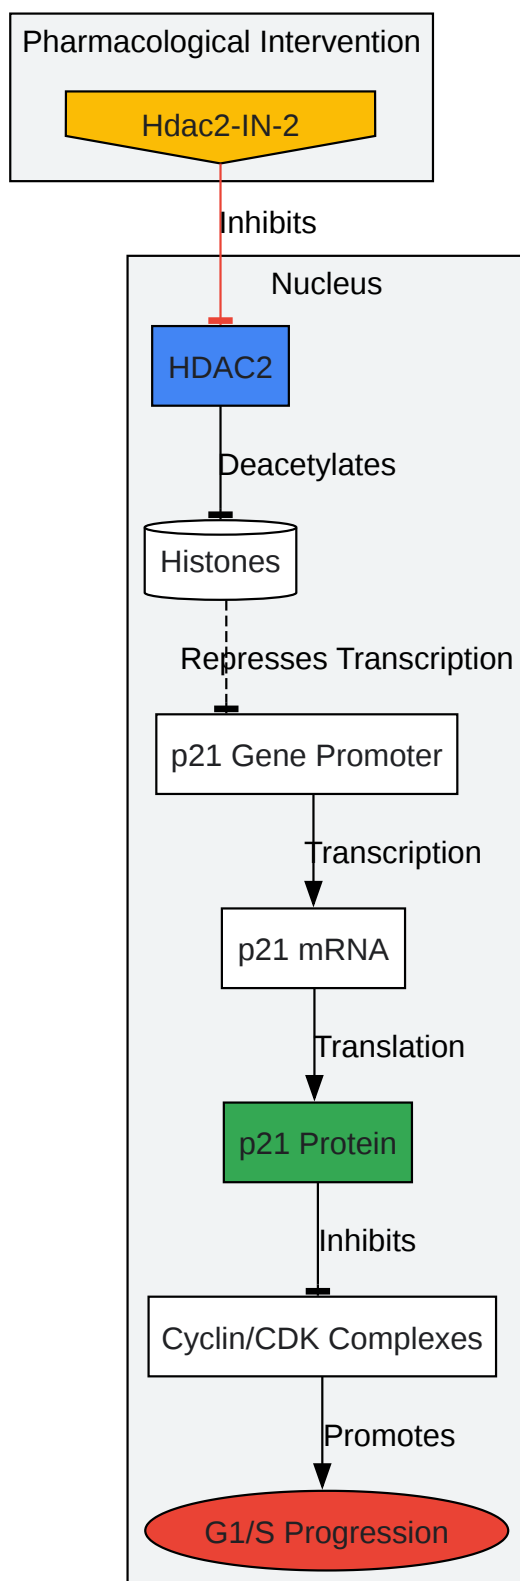 Pharmacological Intervention
Hdac2-IN-2
Inhibits
Nucleus
HDAC2
Deacetylates
Histones
Represses Transcription
p21 Gene Promoter
Transcription
p21 mRNA
Translation
p21 Protein
Inhibits
Cyclin/CDK Complexes
Promotes
G1/S Progression